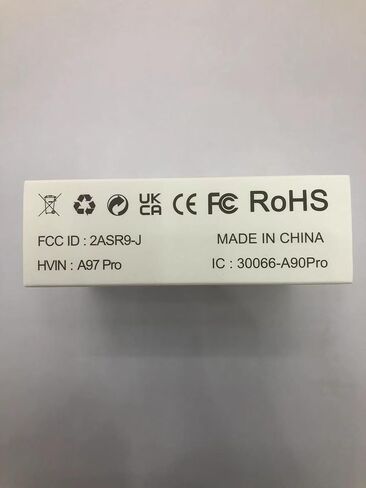 UK CA CE FC RoHS
FCC ID : 2ASR9-J MADE IN CHINA
HVIN : A97 Pro IC : 30066-A90Pro